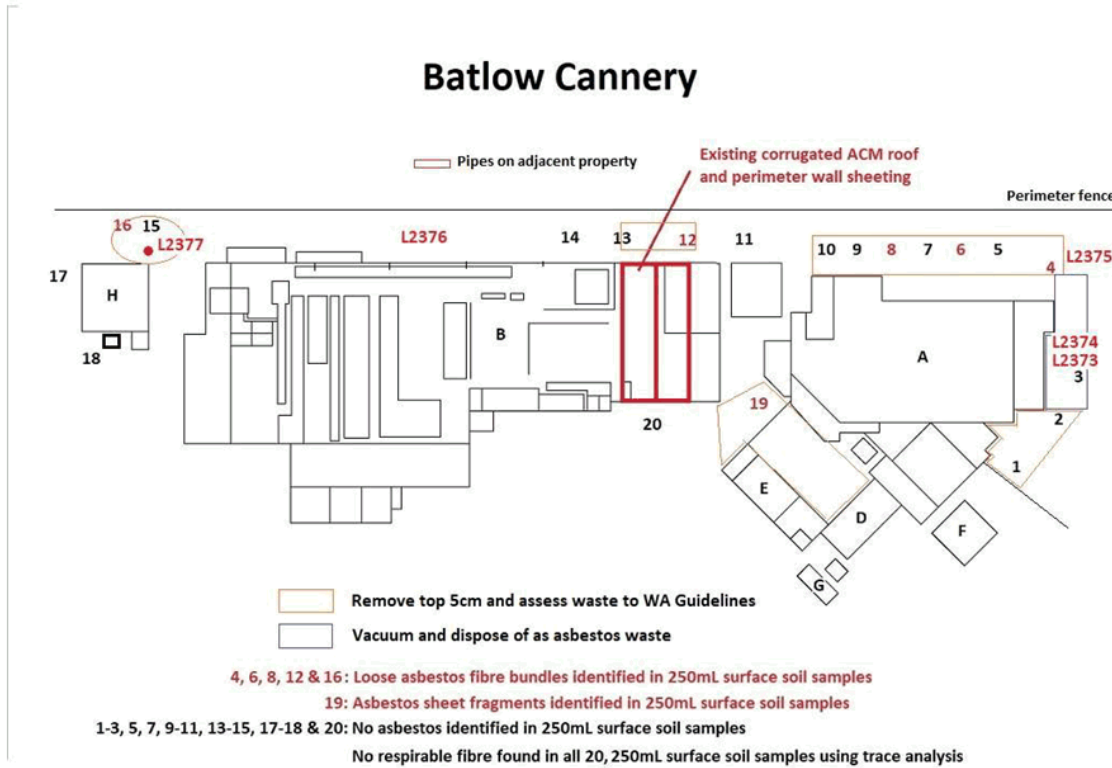 Batlow Cannery
Pipes on adjacent property
Existing corrugated ACM roof
and perimeter wall sheeting
Perimeter fence
16 15
L2377
L2376
14
13
12
11
10 9 8 7 6 5
4
L2375
17
H
18
B
A
L2374
L2373
3
2
1
19
20
E
D
F
G
Remove top 5cm and assess waste to WA Guidelines
Vacuum and dispose of as asbestos waste
4, 6, 8, 12 & 16: Loose asbestos fibre bundles identified in 250mL surface soil samples
19: Asbestos sheet fragments identified in 250mL surface soil samples
1-3, 5, 7, 9-11, 13-15, 17-18 & 20: No asbestos identified in 250mL surface soil samples
No respirable fibre found in all 20, 250mL surface soil samples using trace analysis